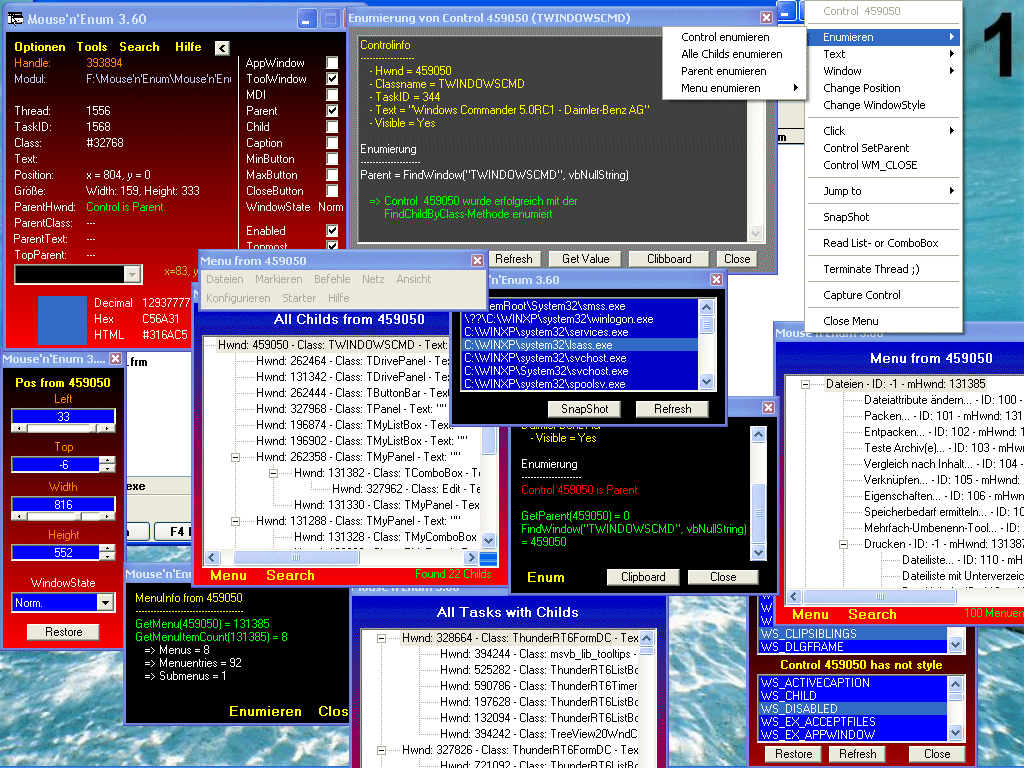 Mouse'n'Enum 3.60
Optionen Tools Search Hilfe <
Handle: 393894
Modul: F:\Mouse'n'Enum\Mouse'n'Enu
Thread: 1556
TaskID: 1568
Class: #32768
Text:
Position: x = 804, y = 0
Größe: Width: 159, Height: 333
ParentHwnd: Control is Parent
ParentClass: ---
ParentText: ---
TopParent: ---
AppWindow
ToolWindow
MDI
Parent
Child
Caption
MinButton
MaxButton
CloseButton
WindowState Norm
Enabled
Topmost
x=83, y
Decimal 12937777
Hex C56A31
HTML #316AC5
Enumierung von Control 459050 (TWINDOWSCMD)
Controlinfo
-----------------
- Hwnd = 459050
- Classname = TWINDOWSCMD
- TaskID = 344
- Text = "Windows Commander 5.0RC1 - Daimler-Benz AG"
- Visible = Yes
Enumierung
-------------------
Parent = FindWindow("TWINDOWSCMD", vbNullString)
=> Control 459050 wurde erfolgreich mit der
FindChildByClass-Methode enumiert
Refresh Get Value Clibboard Close
Control enumieren
Alle Childs enumieren
Parent enumieren
Menu enumieren
Control 459050
Enumieren
Text
Window
Change Position
Change WindowStyle
Click
Control SetParent
Control WM_CLOSE
Jump to
SnapShot
Read List- or ComboBox
Terminate Thread ;)
Capture Control
Close Menu
1
m
Menu from 459050
Dateien Markieren Befehle Netz Ansicht
Konfigurieren Starter Hilfe
All Childs from 459050
Hwnd: 459050 - Class: TWINDOWSCMD - Text:
Hwnd: 262464 - Class: TDrivePanel - Te
Hwnd: 131342 - Class: TDrivePanel - Te
Hwnd: 262444 - Class: TButtonBar - Tex
Hwnd: 327968 - Class: TPanel - Text: ""
Hwnd: 196874 - Class: TMyListBox - Te
Hwnd: 196902 - Class: TMyListBox - Text: ""
Hwnd: 262358 - Class: TMyPanel - Text: ""
Hwnd: 131382 - Class: TComboBox - T
Hwnd: 327962 - Class: Edit - Te
Hwnd: 131330 - Class: TMyPanel - Tex
Hwnd: 131288 - Class: TMyPanel - Text: ""
Hwnd: 131328 - Class: TMyComboBox
Menu Search Found 22 Childs
'n'Enum 3.60
emRoot\System32\smss.exe
\??\C:\WINXP\system32\winlogon.exe
C:\WINXP\system32\services.exe
C:\WINXP\system32\lsass.exe
C:\WINXP\system32\svchost.exe
C:\WINXP\system32\svchost.exe
C:\WINXP\system32\spoolsv.exe
SnapShot Refresh
Daimler-Benz AG"
- Visible = Yes
Enumierung
-------------------
Control 459050 is Parent
GetParent(459050) = 0
FindWindow("TWINDOWSCMD", vbNullString)
= 459050
Enum Clipboard Close
Mouse'n'Enum 3.60
Menu from 459050
Dateien - ID: -1 - mHwnd: 131385
Dateiattribute ändern... - ID: 100 -
Packen... - ID: 101 - mHwnd: 131
Entpacken... - ID: 102 - mHwnd:
Teste Archiv(e)... - ID: 103 - mHw
Vergleich nach Inhalt... - ID: 104 -
Verknüpfen... - ID: 105 - mHwnd:
Eigenschaften... - ID: 106 - mHwn
Speicherbedarf ermitteln... - ID: 10
Mehrfach-Umbenenn-Tool... - ID:
Drucken - ID: -1 - mHwnd: 131387
Dateiliste... - ID: 110 - mH
Dateiliste mit Unterverzeic
Menu Search 100 Menuen
Mouse'n'Enum 3....
Pos from 459050
Left
33
Top
-6
Width
816
Height
552
WindowState
Norm.
Restore
.frm
exe
F4
Mouse'n'Enu
MenuInfo from 459050
GetMenu(459050) = 131385
GetMenuItemCount(131385) = 8
=> Menus = 8
=> Menuentries = 92
=> Submenus = 1
Enumieren Clos
Mouse'n'Enum 3.60
All Tasks with Childs
Hwnd: 328664 - Class: ThunderRT6FormDC - Tex
Hwnd: 394244 - Class: msvb_lib_tooltips -
Hwnd: 525282 - Class: ThunderRT6ListBo
Hwnd: 590786 - Class: ThunderRT6Timer
Hwnd: 197628 - Class: ThunderRT6ListBo
Hwnd: 132094 - Class: ThunderRT6ListBo
Hwnd: 394242 - Class: TreeView20WndC
Hwnd: 327826 - Class: ThunderRT6FormDC - Tex
Hwnd: 721092 - Class: ThunderRT6ListBo
WS_CLIPSIBLINGS
WS_DLGFRAME
Control 459050 has not style
WS_ACTIVECAPTION
WS_CHILD
WS_DISABLED
WS_EX_ACCEPTFILES
WS_EX_APPWINDOW
Restore Refresh Close